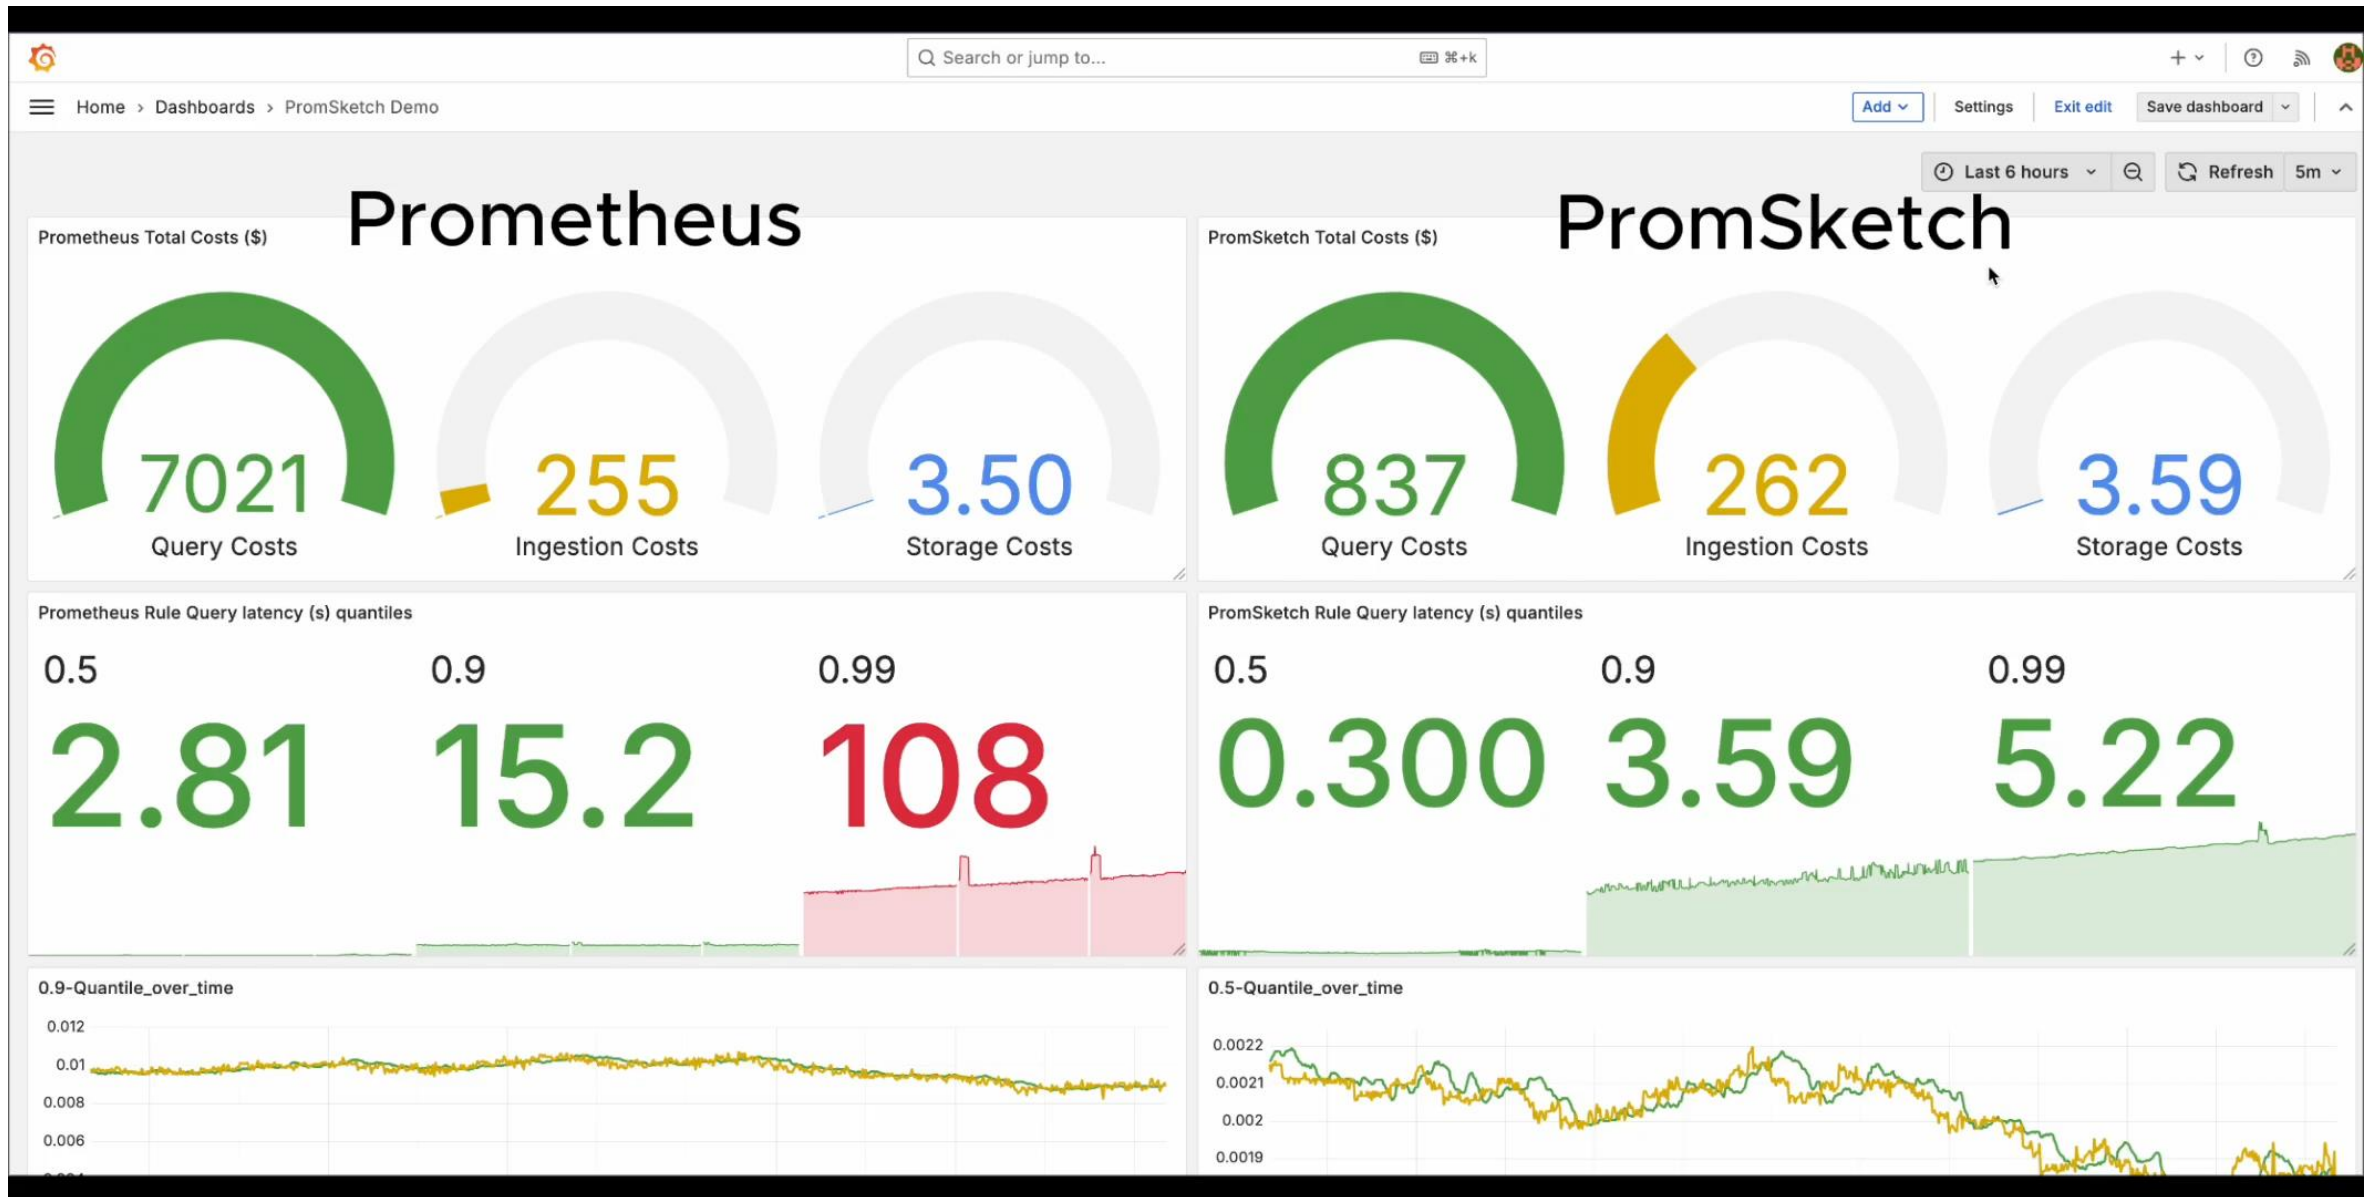 Search or jump to...
⌘+k
Home › Dashboards › PromSketch Demo
Add
Settings
Exit edit
Save dashboard
Last 6 hours
Refresh
5m
Prometheus
PromSketch
Prometheus Total Costs ($)
7021
255
3.50
Query Costs
Ingestion Costs
Storage Costs
PromSketch Total Costs ($)
837
262
3.59
Query Costs
Ingestion Costs
Storage Costs
Prometheus Rule Query latency (s) quantiles
0.5
0.9
0.99
2.81
15.2
108
PromSketch Rule Query latency (s) quantiles
0.5
0.9
0.99
0.300
3.59
5.22
0.9-Quantile_over_time
0.012
0.01
0.008
0.006
0.5-Quantile_over_time
0.0022
0.0021
0.002
0.0019